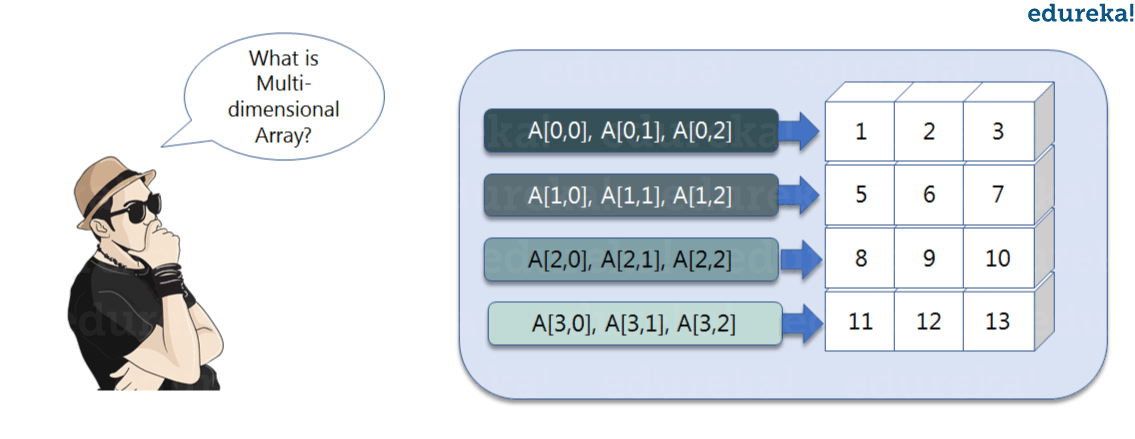 edureka!
What is
Multi-
dimensional
Array?
A[0,0], A[0,1], A[0,2]
1 2 3
A[1,0], A[1,1], A[1,2]
5 6 7
A[2,0], A[2,1], A[2,2]
8 9 10
A[3,0], A[3,1], A[3,2]
11 12 13